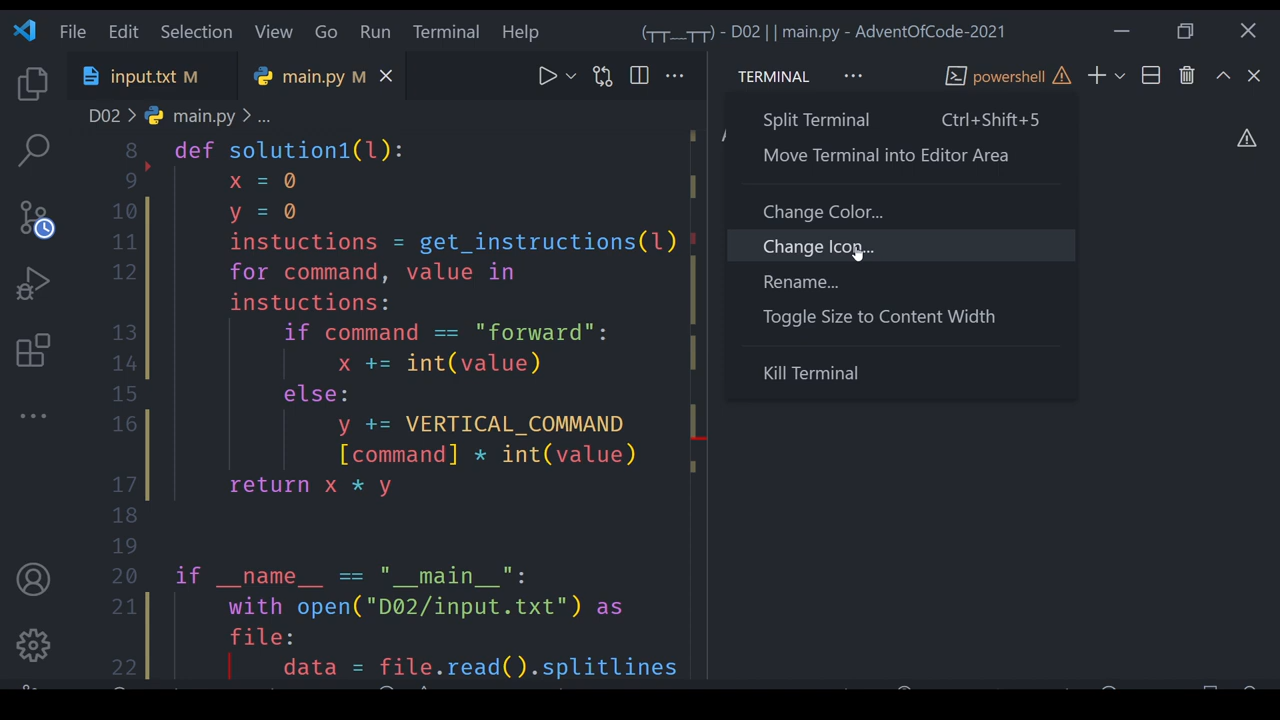 File Edit Selection View Go Run Terminal Help (┬┬﹏┬┬) - D02 || main.py - AdventOfCode-2021
input.txt M main.py M
TERMINAL ... powershell
D02 > main.py > ...
8 def solution1(l):
9 x = 0
10 y = 0
11 instuctions = get_instructions(l)
12 for command, value in
instuctions:
13 if command == "forward":
14 x += int(value)
15 else:
16 y += VERTICAL_COMMAND
[command] * int(value)
17 return x * y
18
19
20 if __name__ == "__main__":
21 with open("D02/input.txt") as
file:
22 data = file.read().splitlines
Split Terminal Ctrl+Shift+5
Move Terminal into Editor Area
Change Color...
Change Icon...
Rename...
Toggle Size to Content Width
Kill Terminal